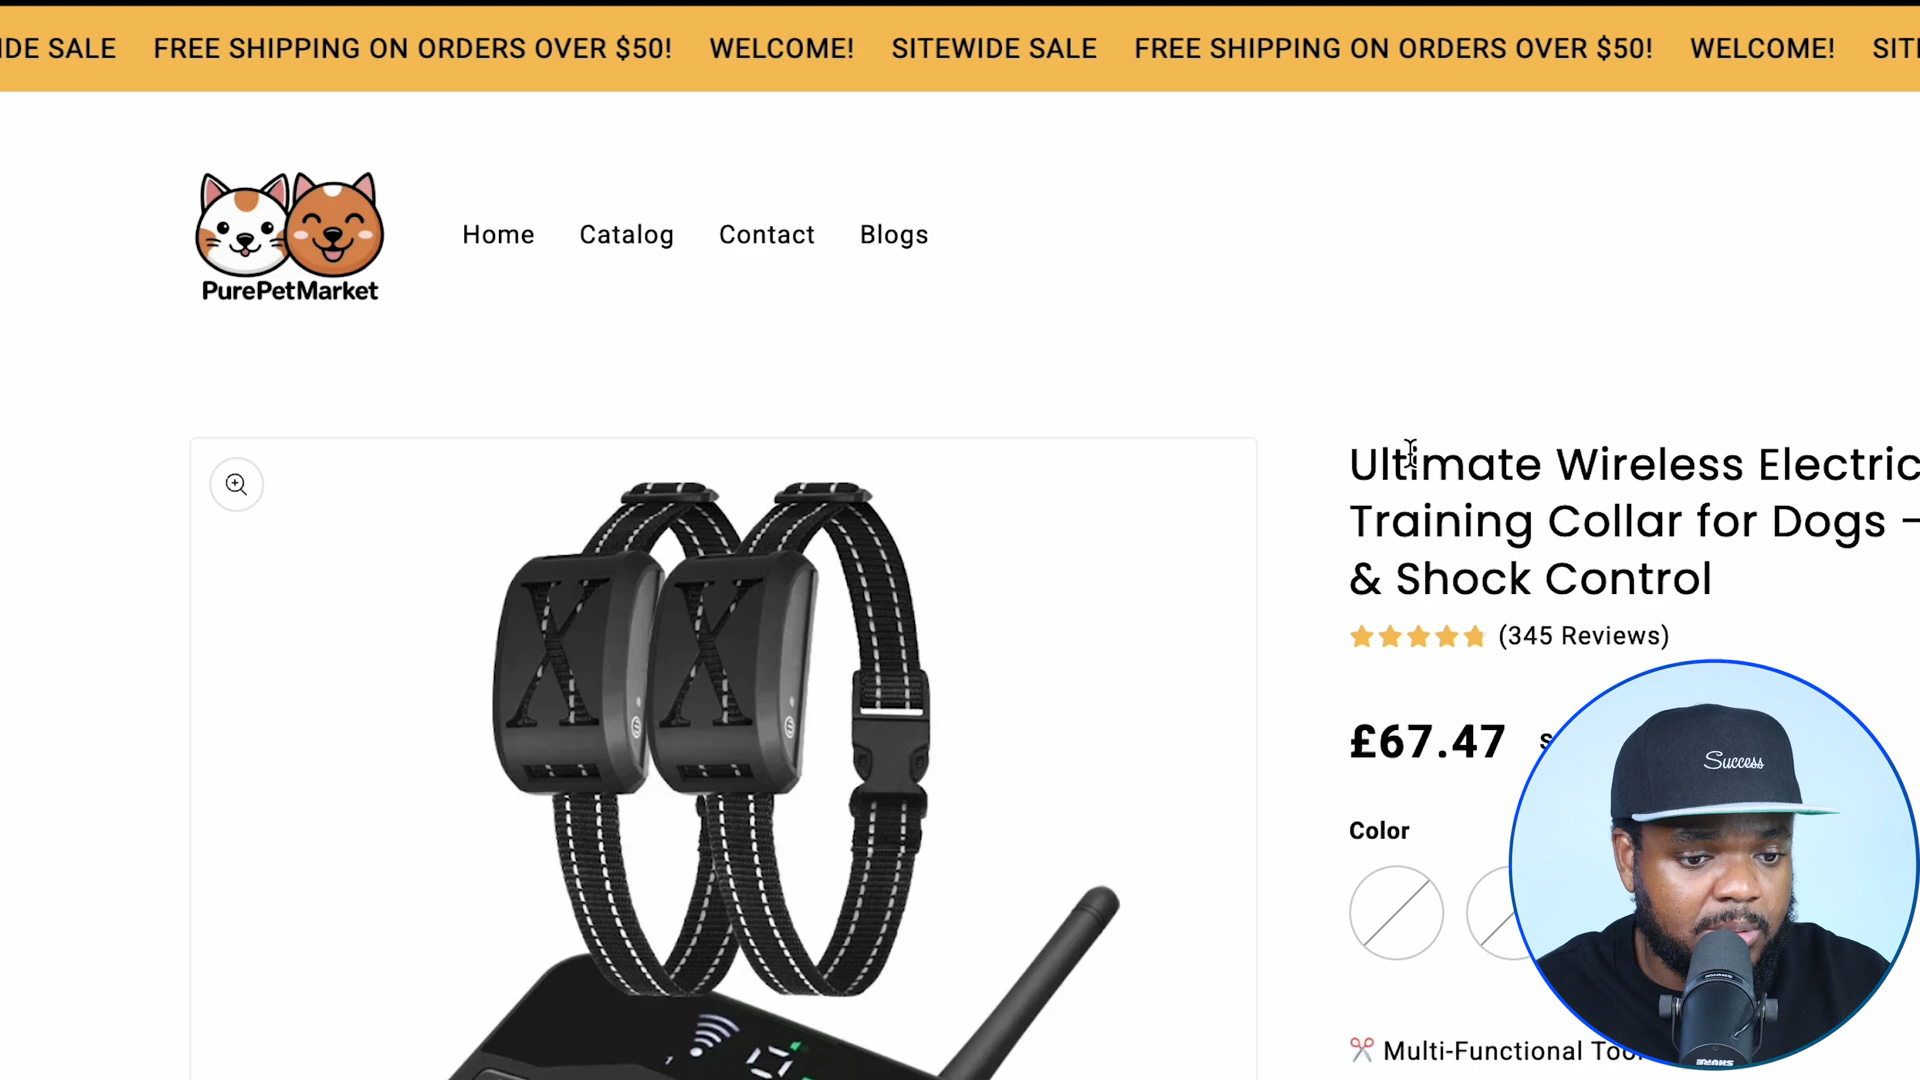 SALE FREE SHIPPING ON ORDERS OVER $50! WELCOME! SITEWIDE SALE FREE SHIPPING ON ORDERS OVER $50! WELCOME!
PurePetMarket
Home Catalog Contact Blogs
Ultimate Wireless Electric
Training Collar for Dogs –
& Shock Control
(345 Reviews)
£67.47
Success
Color
X X
SHURE
Multi-Functional
SHURE